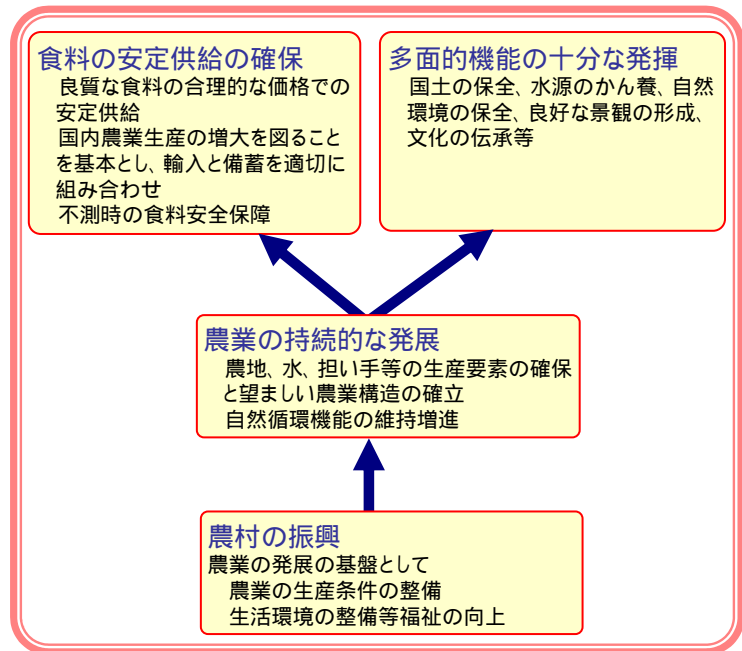 食料の安定供給の確保
良質な食料の合理的な価格での
安定供給
国内農業生産の増大を図ること
を基本とし、輸入と備蓄を適切に
組み合わせ
不測時の食料安全保障
多面的機能の十分な発揮
国土の保全、水源のかん養、自然
環境の保全、良好な景観の形成、
文化の伝承等
農業の持続的な発展
農地、水、担い手等の生産要素の確保
と望ましい農業構造の確立
自然循環機能の維持増進
農村の振興
農業の発展の基盤として
農業の生産条件の整備
生活環境の整備等福祉の向上